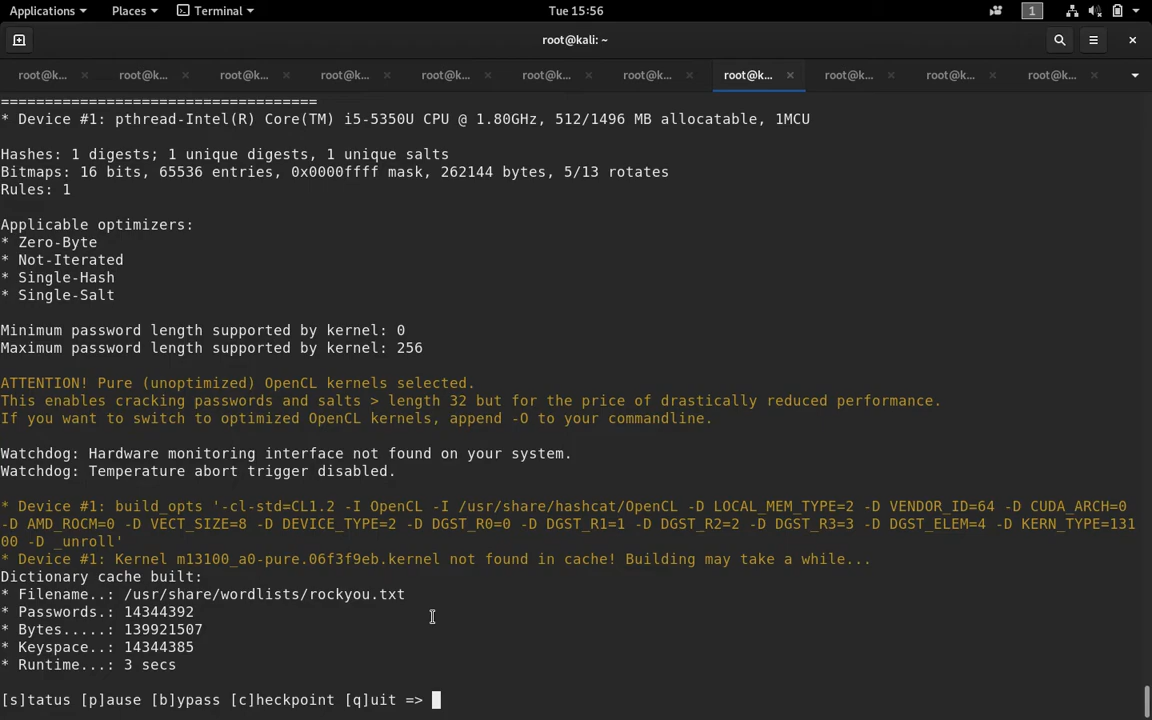 Applications Places Terminal Tue 15:56 1
root@kali: ~
root@k... root@k... root@k... root@k... root@k... root@k... root@k... root@k... root@k... root@k... root@k...
====================================
* Device #1: pthread-Intel(R) Core(TM) i5-5350U CPU @ 1.80GHz, 512/1496 MB allocatable, 1MCU
Hashes: 1 digests; 1 unique digests, 1 unique salts
Bitmaps: 16 bits, 65536 entries, 0x0000ffff mask, 262144 bytes, 5/13 rotates
Rules: 1
Applicable optimizers:
* Zero-Byte
* Not-Iterated
* Single-Hash
* Single-Salt
Minimum password length supported by kernel: 0
Maximum password length supported by kernel: 256
ATTENTION! Pure (unoptimized) OpenCL kernels selected.
This enables cracking passwords and salts > length 32 but for the price of drastically reduced performance.
If you want to switch to optimized OpenCL kernels, append -O to your commandline.
Watchdog: Hardware monitoring interface not found on your system.
Watchdog: Temperature abort trigger disabled.
* Device #1: build_opts '-cl-std=CL1.2 -I OpenCL -I /usr/share/hashcat/OpenCL -D LOCAL_MEM_TYPE=2 -D VENDOR_ID=64 -D CUDA_ARCH=0
-D AMD_ROCM=0 -D VECT_SIZE=8 -D DEVICE_TYPE=2 -D DGST_R0=0 -D DGST_R1=1 -D DGST_R2=2 -D DGST_R3=3 -D DGST_ELEM=4 -D KERN_TYPE=131
00 -D _unroll'
* Device #1: Kernel m13100_a0-pure.06f3f9eb.kernel not found in cache! Building may take a while...
Dictionary cache built:
* Filename..: /usr/share/wordlists/rockyou.txt
* Passwords.: 14344392
* Bytes.....: 139921507
* Keyspace..: 14344385
* Runtime...: 3 secs
[s]tatus [p]ause [b]ypass [c]heckpoint [q]uit =>